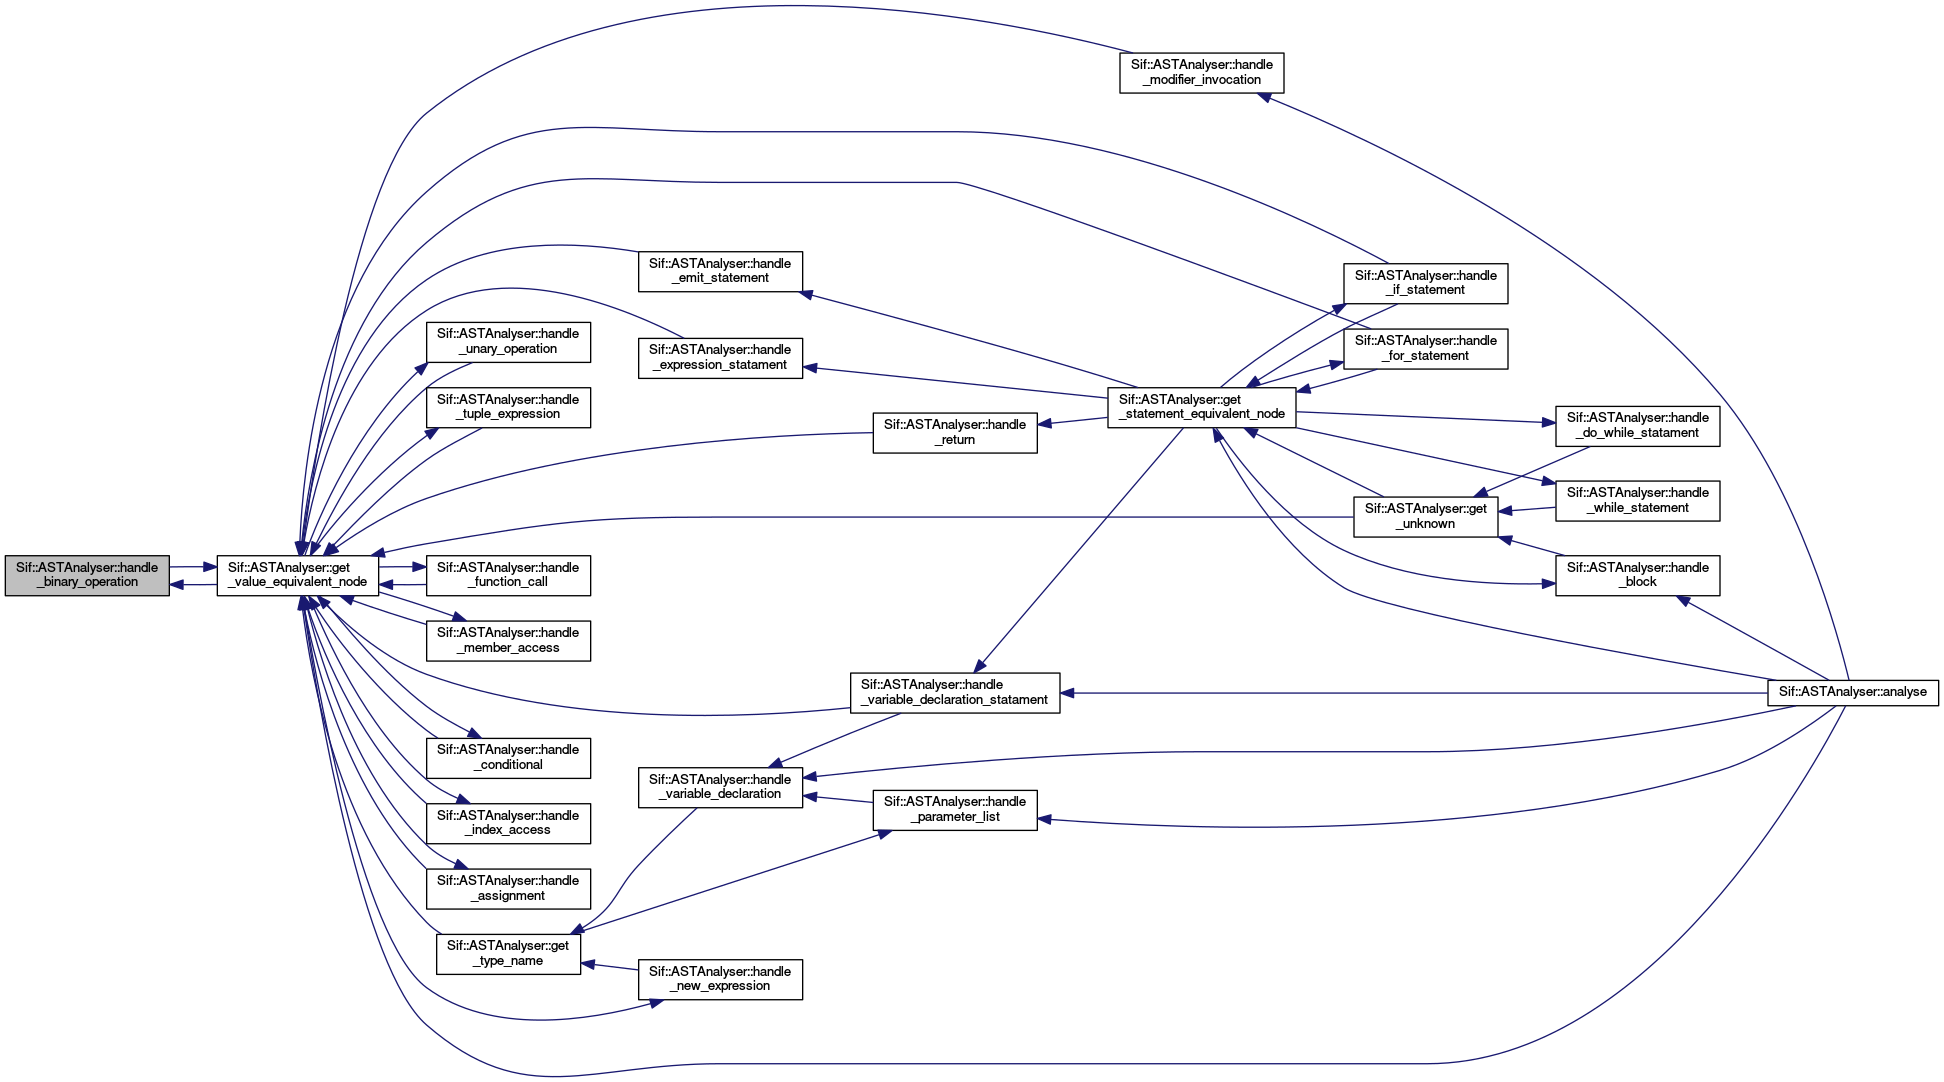 Sif::ASTAnalyser::handle
_modifier_invocation
Sif::ASTAnalyser::handle
_emit_statement
Sif::ASTAnalyser::handle
_if_statement
Sif::ASTAnalyser::handle
_unary_operation
Sif::ASTAnalyser::handle
_expression_statament
Sif::ASTAnalyser::handle
_for_statement
Sif::ASTAnalyser::handle
_tuple_expression
Sif::ASTAnalyser::get
_statement_equivalent_node
Sif::ASTAnalyser::handle
_return
Sif::ASTAnalyser::handle
_do_while_statament
Sif::ASTAnalyser::get
_unknown
Sif::ASTAnalyser::handle
_while_statement
Sif::ASTAnalyser::handle
_binary_operation
Sif::ASTAnalyser::get
_value_equivalent_node
Sif::ASTAnalyser::handle
_function_call
Sif::ASTAnalyser::handle
_block
Sif::ASTAnalyser::handle
_member_access
Sif::ASTAnalyser::handle
_variable_declaration_statament
Sif::ASTAnalyser::analyse
Sif::ASTAnalyser::handle
_conditional
Sif::ASTAnalyser::handle
_variable_declaration
Sif::ASTAnalyser::handle
_parameter_list
Sif::ASTAnalyser::handle
_index_access
Sif::ASTAnalyser::handle
_assignment
Sif::ASTAnalyser::get
_type_name
Sif::ASTAnalyser::handle
_new_expression